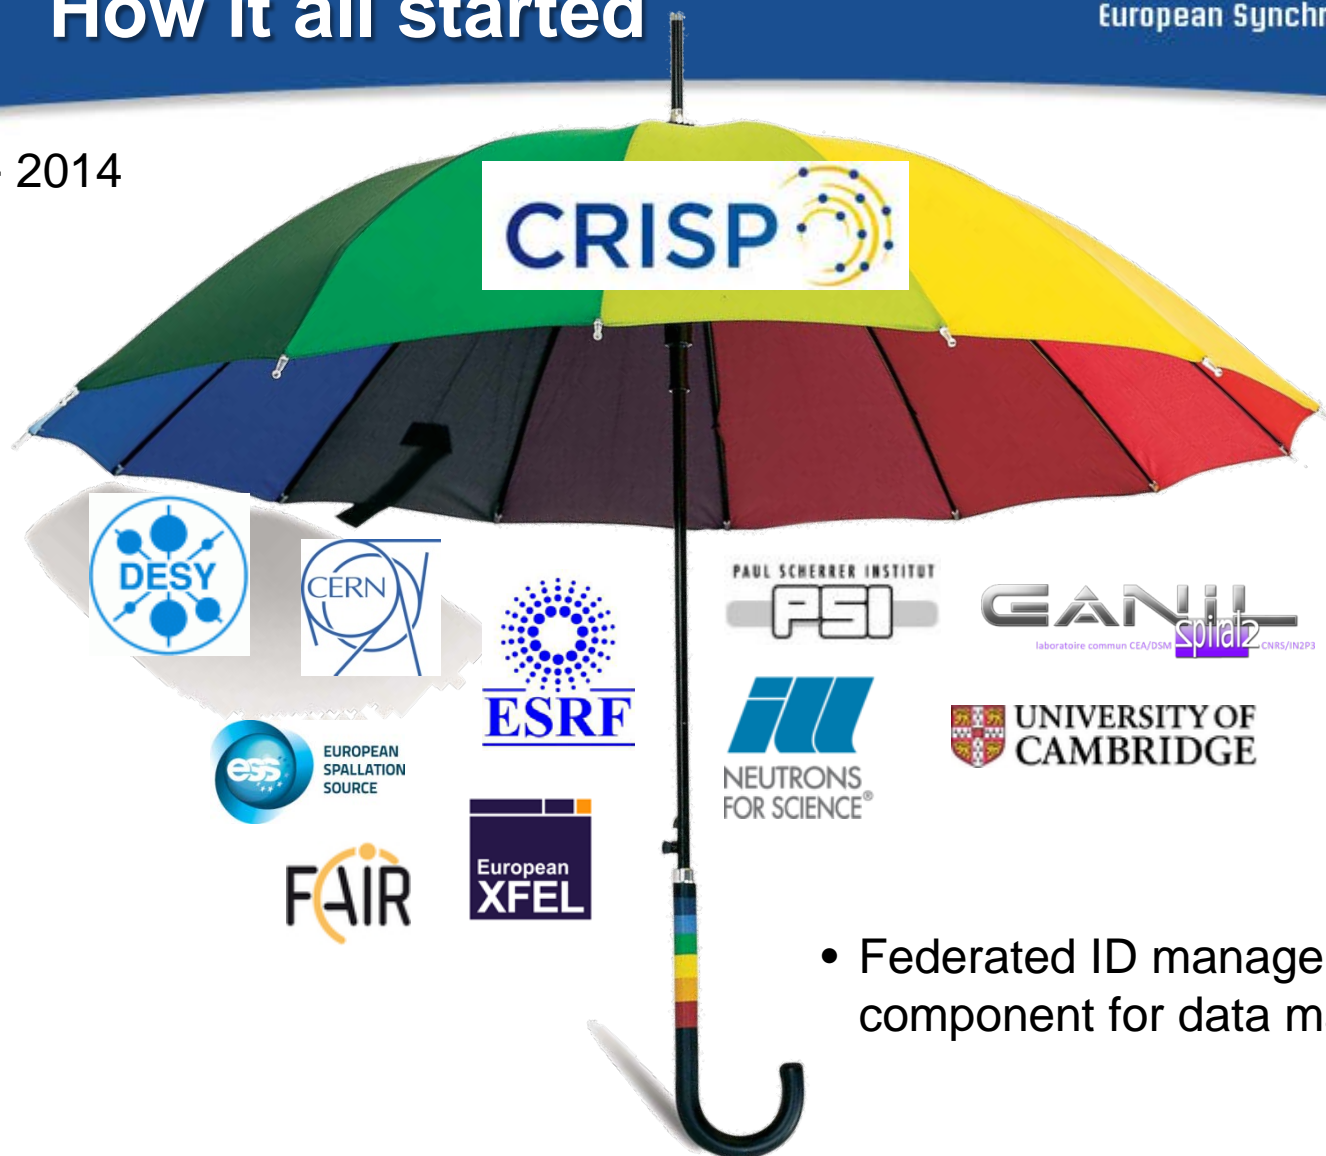 How it all started
European Synchr
2014
CRISP
DESY
CERN
ESRF
PAUL SCHERRER INSTITUT
PSI
GANIL
laboratoire commun CEA/DSM spiral2 CNRS/IN2P3
ess EUROPEAN
SPALLATION
SOURCE
NEUTRONS
FOR SCIENCE®
UNIVERSITY OF
CAMBRIDGE
FAIR
European
XFEL
• Federated ID manage
component for data m